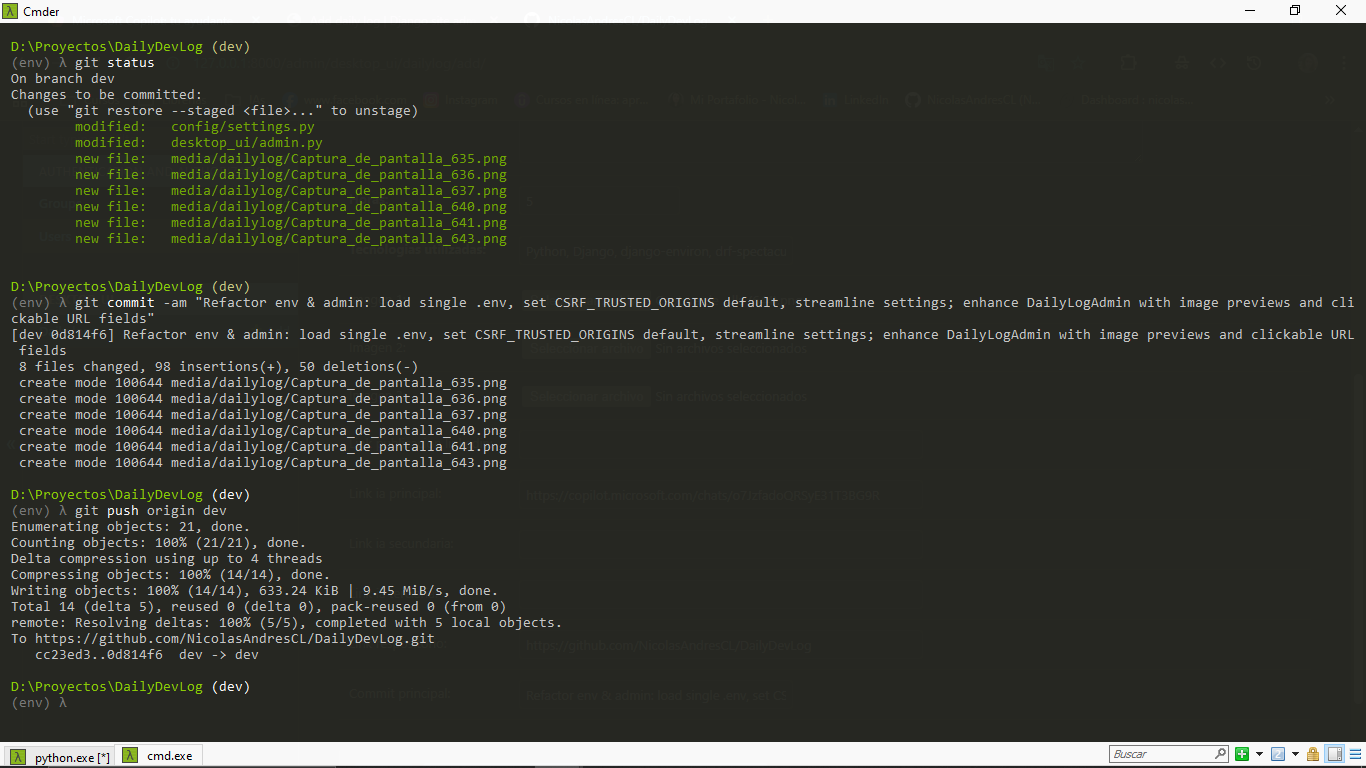 Cmder
D:\Proyectos\DailyDevLog (dev)
(env) λ git status
On branch dev
Changes to be committed:
  (use "git restore --staged <file>..." to unstage)
        modified:   config/settings.py
        modified:   desktop_ui/admin.py
        new file:   media/dailylog/Captura_de_pantalla_635.png
        new file:   media/dailylog/Captura_de_pantalla_636.png
        new file:   media/dailylog/Captura_de_pantalla_637.png
        new file:   media/dailylog/Captura_de_pantalla_640.png
        new file:   media/dailylog/Captura_de_pantalla_641.png
        new file:   media/dailylog/Captura_de_pantalla_643.png
D:\Proyectos\DailyDevLog (dev)
(env) λ git commit -am "Refactor env & admin: load single .env, set CSRF_TRUSTED_ORIGINS default, streamline settings; enhance DailyLogAdmin with image previews and cli
ckable URL fields"
[dev 0d814f6] Refactor env & admin: load single .env, set CSRF_TRUSTED_ORIGINS default, streamline settings; enhance DailyLogAdmin with image previews and clickable URL
 fields
 8 files changed, 98 insertions(+), 50 deletions(-)
 create mode 100644 media/dailylog/Captura_de_pantalla_635.png
 create mode 100644 media/dailylog/Captura_de_pantalla_636.png
 create mode 100644 media/dailylog/Captura_de_pantalla_637.png
 create mode 100644 media/dailylog/Captura_de_pantalla_640.png
 create mode 100644 media/dailylog/Captura_de_pantalla_641.png
 create mode 100644 media/dailylog/Captura_de_pantalla_643.png
D:\Proyectos\DailyDevLog (dev)
(env) λ git push origin dev
Enumerating objects: 21, done.
Counting objects: 100% (21/21), done.
Delta compression using up to 4 threads
Compressing objects: 100% (14/14), done.
Writing objects: 100% (14/14), 633.24 KiB | 9.45 MiB/s, done.
Total 14 (delta 5), reused 0 (delta 0), pack-reused 0 (from 0)
remote: Resolving deltas: 100% (5/5), completed with 5 local objects.
To https://github.com/NicolasAndresCL/DailyDevLog.git
   cc23ed3..0d814f6  dev -> dev
D:\Proyectos\DailyDevLog (dev)
(env) λ
λ python.exe [*]
λ cmd.exe
Buscar